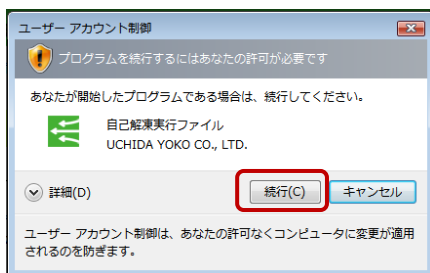 ユーザー アカウント制御
プログラムを続行するにはあなたの許可が必要です
あなたが開始したプログラムである場合は、続行してください。
自己解凍実行ファイル
UCHIDA YOKO CO., LTD.
詳細(D)
続行(C)
キャンセル
ユーザー アカウント制御は、あなたの許可なくコンピュータに変更が適用
されるのを防ぎます。